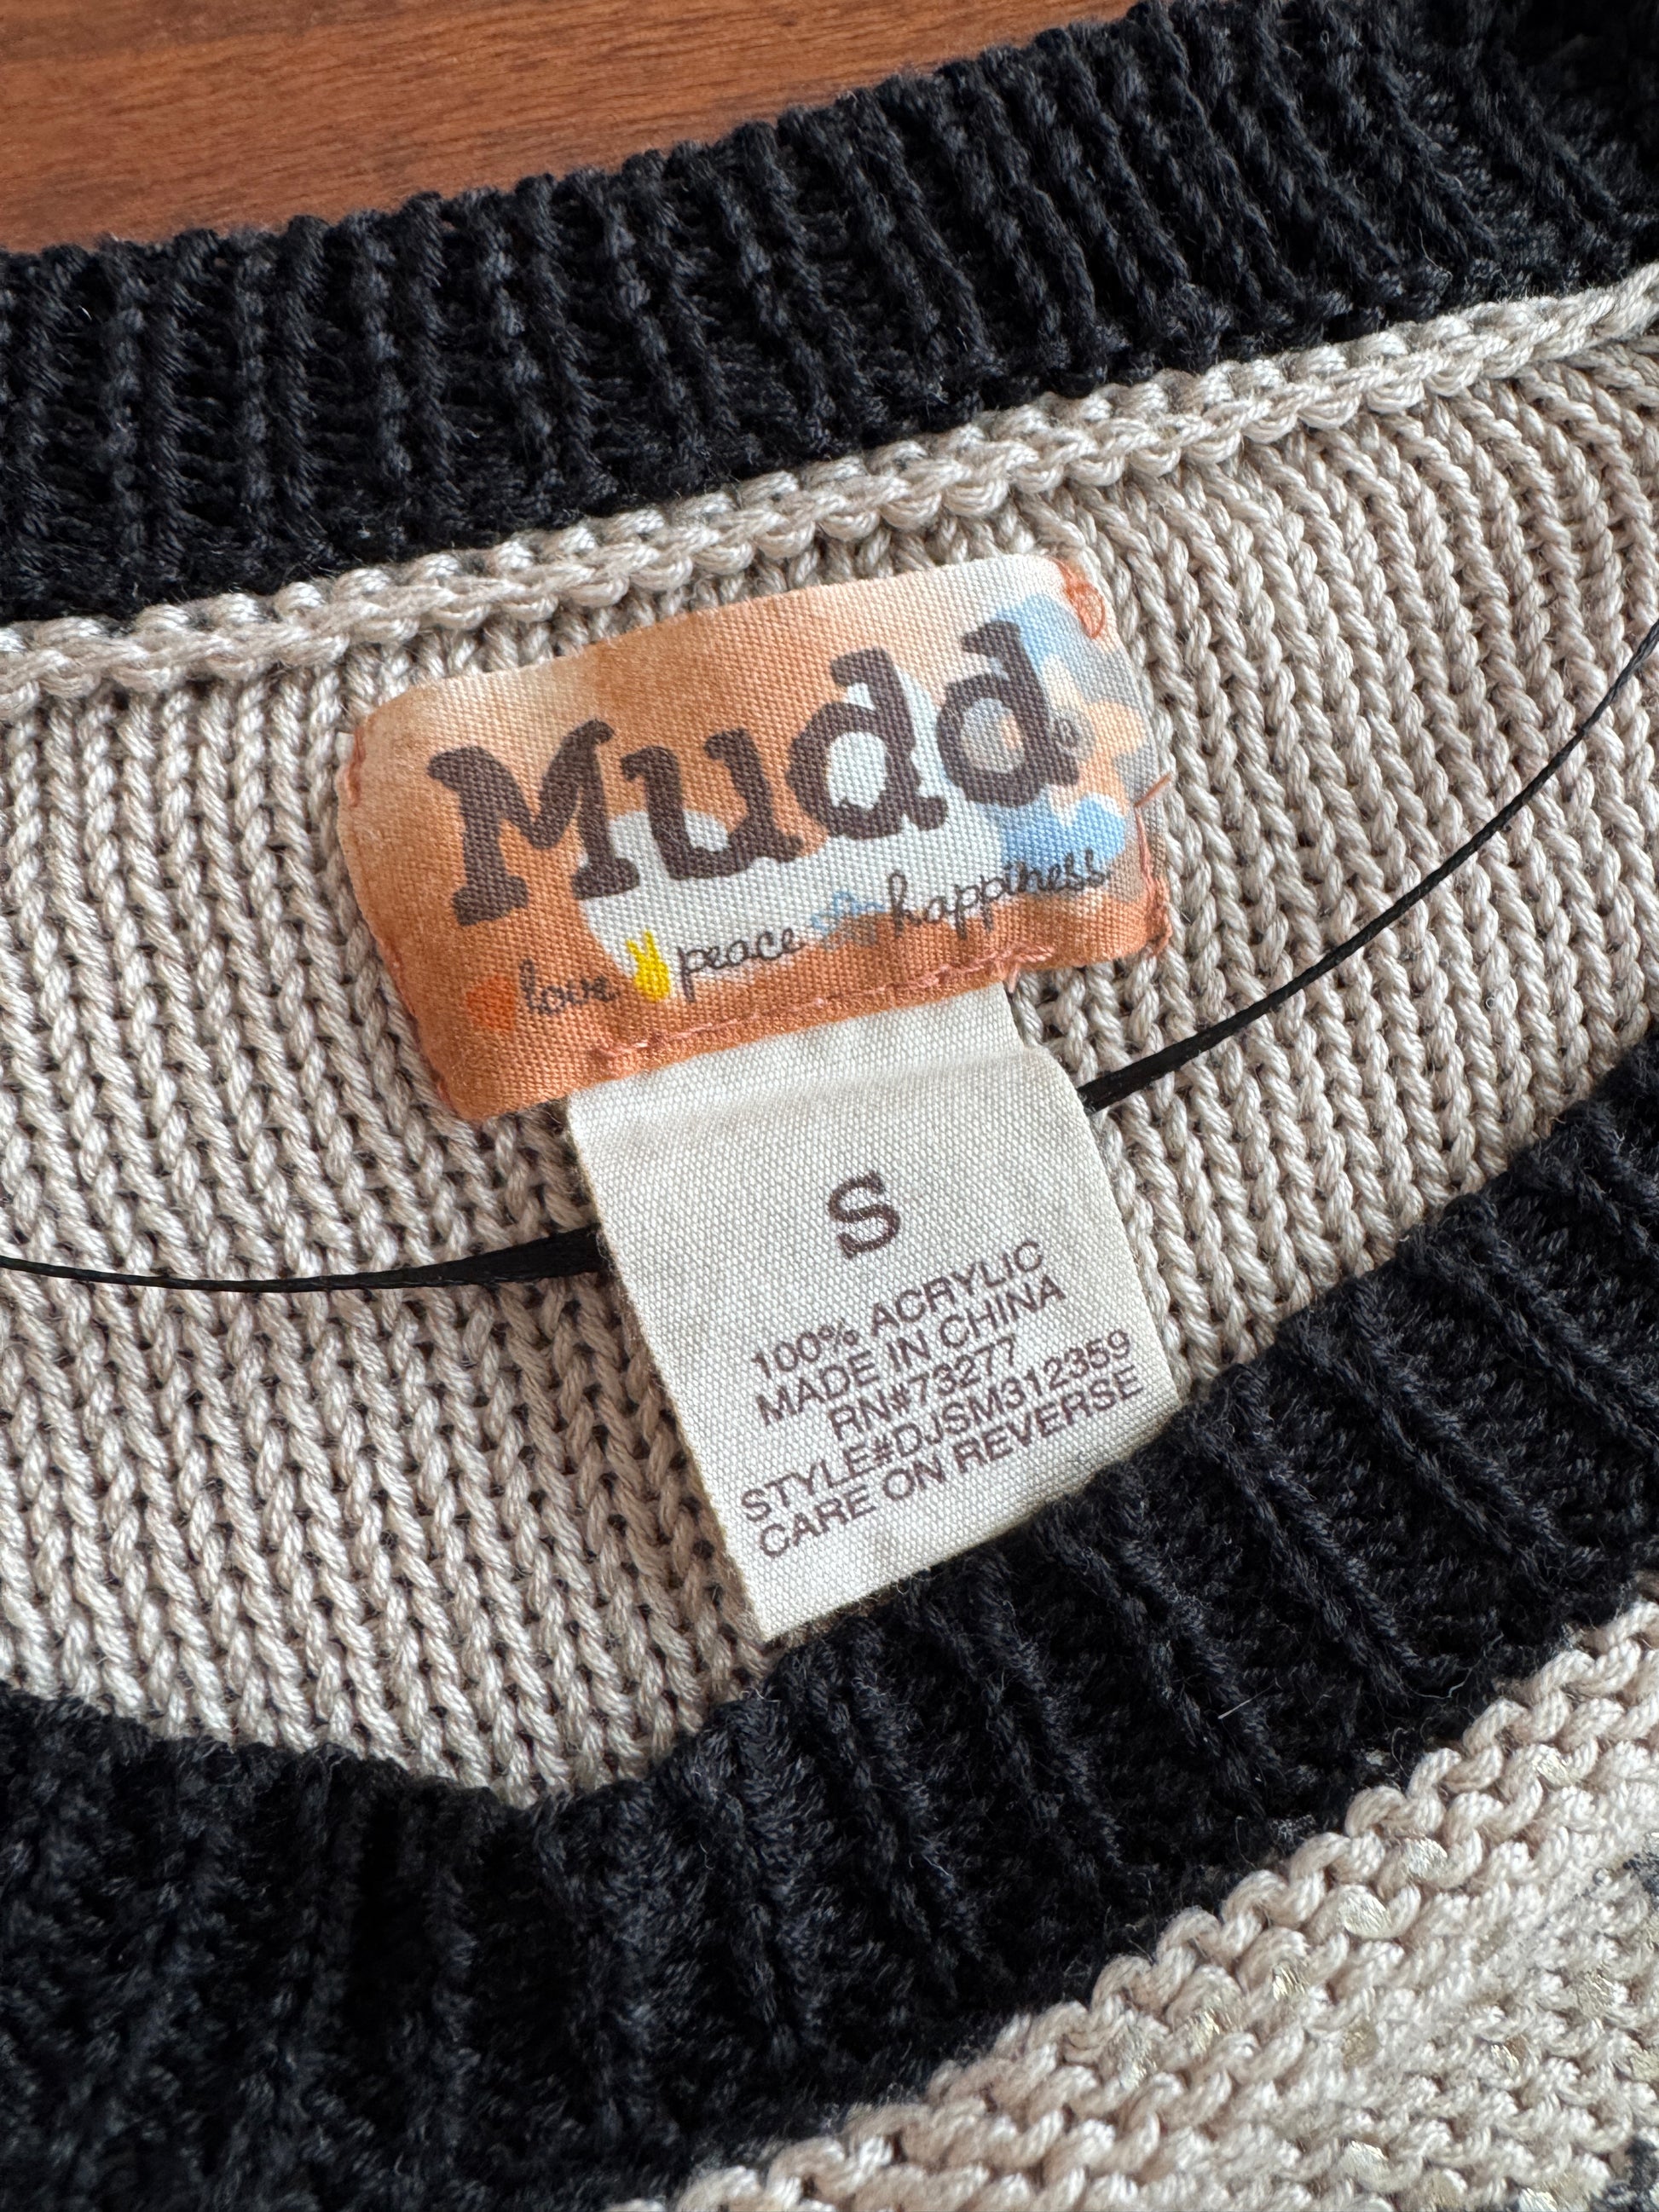 Mudd
love peace happiness
S
100% ACRYLIC
MADE IN CHINA
RN#73277
STYLE#DJSM312359
CARE ON REVERSE